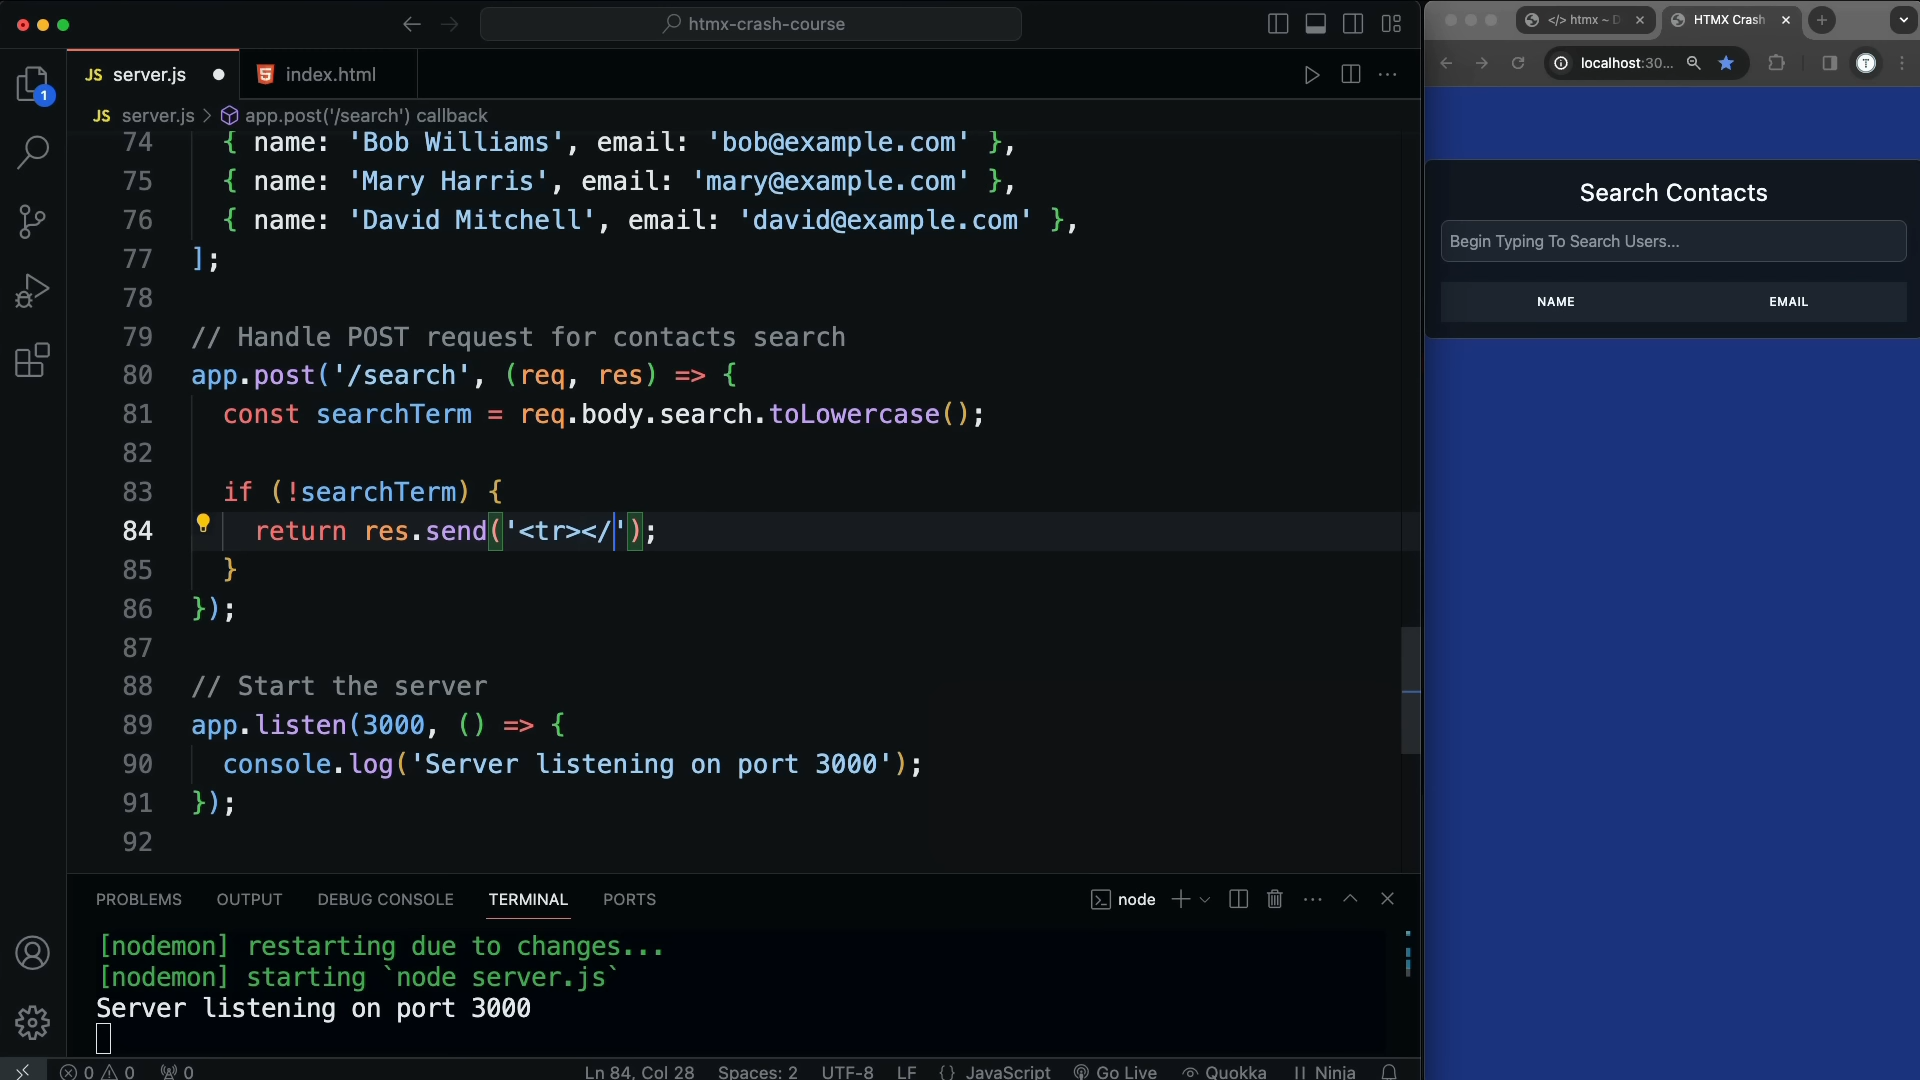 htmx-crash-course
</> htmx ~ D
HTMX Crash
JS server.js
index.html
localhost:30...
T
1
JS server.js > app.post('/search') callback
74 { name: 'Bob Williams', email: 'bob@example.com' },
75 { name: 'Mary Harris', email: 'mary@example.com' },
76 { name: 'David Mitchell', email: 'david@example.com' },
77 ];
78
79 // Handle POST request for contacts search
80 app.post('/search', (req, res) => {
81 const searchTerm = req.body.search.toLowercase();
82
83 if (!searchTerm) {
84 return res.send('<tr></');
85 }
86 });
87
88 // Start the server
89 app.listen(3000, () => {
90 console.log('Server listening on port 3000');
91 });
92
Search Contacts
Begin Typing To Search Users...
NAME EMAIL
PROBLEMS OUTPUT DEBUG CONSOLE TERMINAL PORTS
node
[nodemon] restarting due to changes...
[nodemon] starting `node server.js`
Server listening on port 3000
0 0 0 Ln 84, Col 28 Spaces: 2 UTF-8 LF {} JavaScript Go Live Quokka Ninja